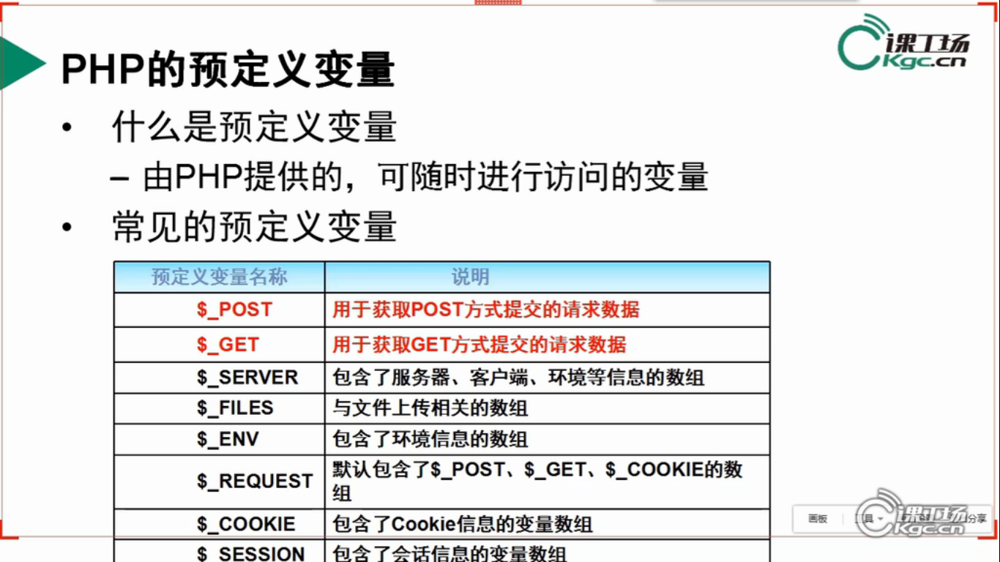 课工场
Kgc.cn
PHP的预定义变量
• 什么是预定义变量
– 由PHP提供的，可随时进行访问的变量
• 常见的预定义变量
预定义变量名称 说明
$_POST 用于获取POST方式提交的请求数据
$_GET 用于获取GET方式提交的请求数据
$_SERVER 包含了服务器、客户端、环境等信息的数组
$_FILES 与文件上传相关的数组
$_ENV 包含了环境信息的数组
$_REQUEST 默认包含了$_POST、$_GET、$_COOKIE的数
组
$_COOKIE 包含了Cookie信息的变量数组
$_SESSION 包含了会话信息的变量数组
画板 工具 分享
课工场
Kgc.cn